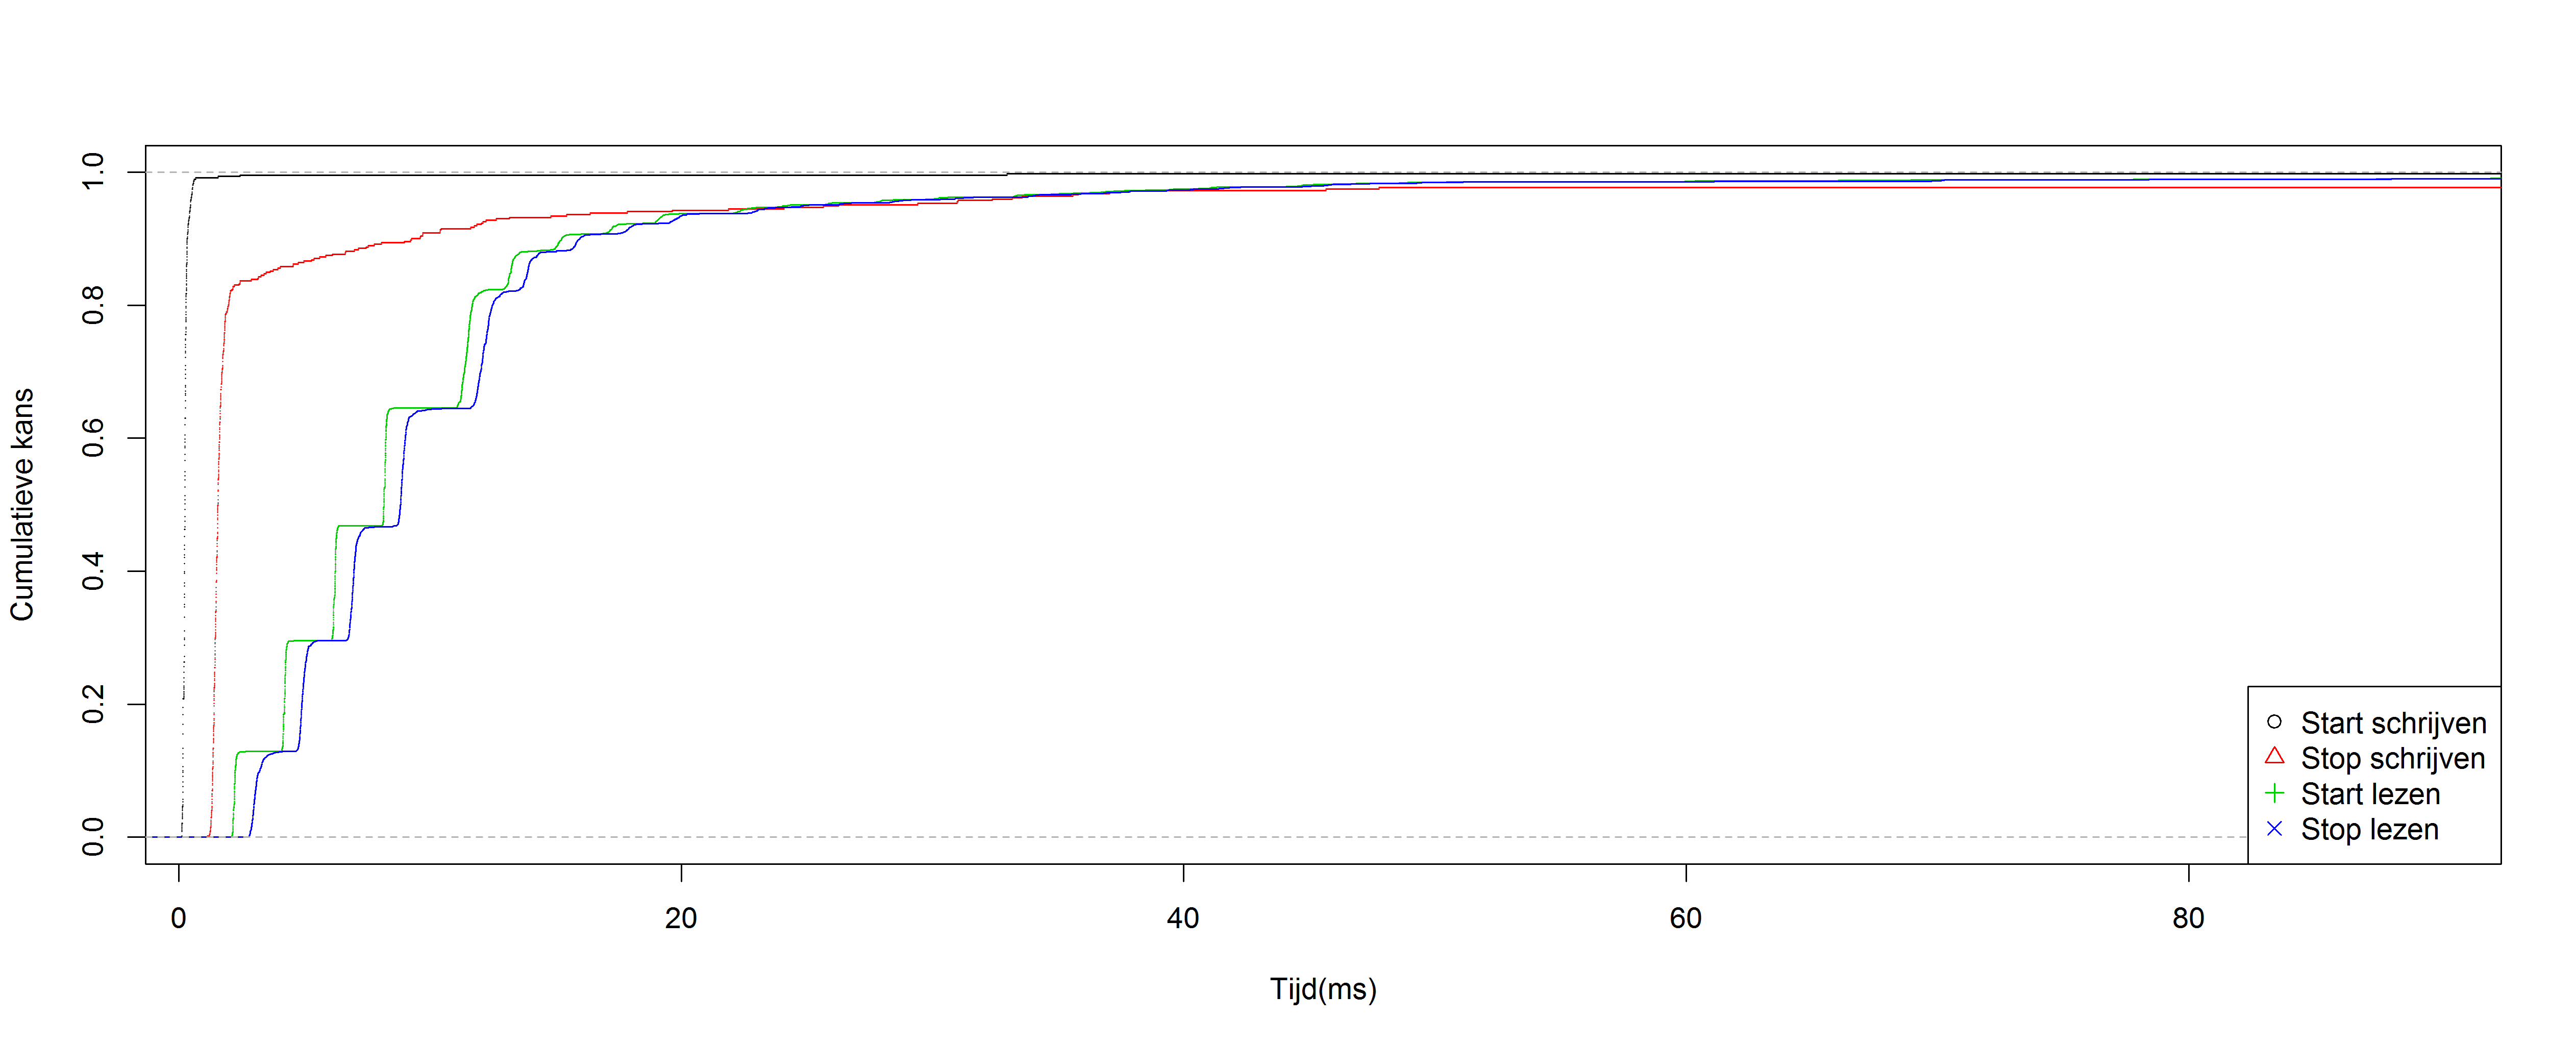 Cumulatieve kans
1.0
0.8
0.6
0.4
0.2
0.0
0 20 40 60 80
Tijd(ms)
Start schrijven
Stop schrijven
Start lezen
Stop lezen